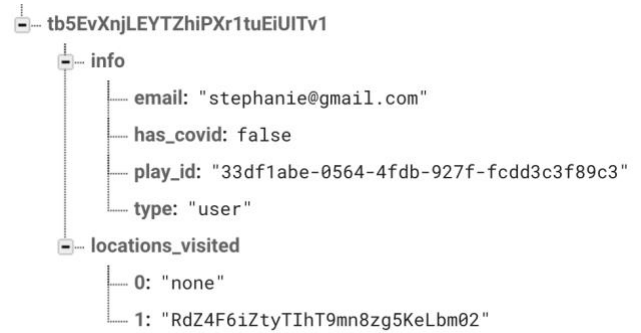 tb5EvXnjLEYTZhiPXr1tuEiUITv1
info
email: "stephanie@gmail.com"
has_covid: false
play_id: "33df1abe-0564-4fdb-927f-fcdd3c3f89c3"
type: "user"
locations_visited
0: "none"
1: "RdZ4F6iZtyTIhT9mn8zg5KeLbm02"